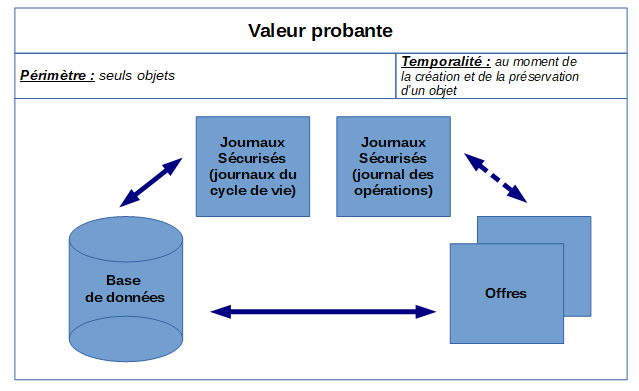 Valeur probante
Périmètre : seuls objets
Temporalité : au moment de
la création et de la préservation
d'un objet
Journaux
Sécurisés
(journaux du
cycle de vie)
Journaux
Sécurisés
(journal des
opérations)
Base
de données
Offres